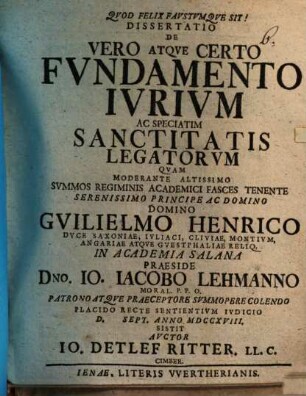 QVOD FELIX FAVSTVMQVE SIT!
DISSERTATIO
DE
VERO ATQVE CERTO
FVNDAMENTO
IVRIVM
AC SPECIATIM
SANCTITATIS
LEGATORVM
QVAM
MODERANTE ALTISSIMO
SVMMOS REGIMINIS ACADEMICI FASCES TENENTE
SERENISSIMO PRINCIPE AC DOMINO
DOMINO
GVILIELMO HENRICO
DVCE SAXONIAE, IVLIACI, CLIVIAE, MONTIVM,
ANGARIAE ATQVE GVESTPHALIAE RELIQ.
IN ACADEMIA SALANA
PRAESIDE
DNO. IO. IACOBO LEHMANNO
MORAL. P. P. O.
PATRONO ATQVE PRAECEPTORE SVMMOPERE COLENDO
PLACIDO RECTE SENTIENTIVM IVDICIO
D. SEPT. ANNO MDCCXVIII.
SISTIT
AVCTOR
IO. DETLEF RITTER, LL. C.
CIMBER.
IENAE, LITERIS VVERTHERIANIS.